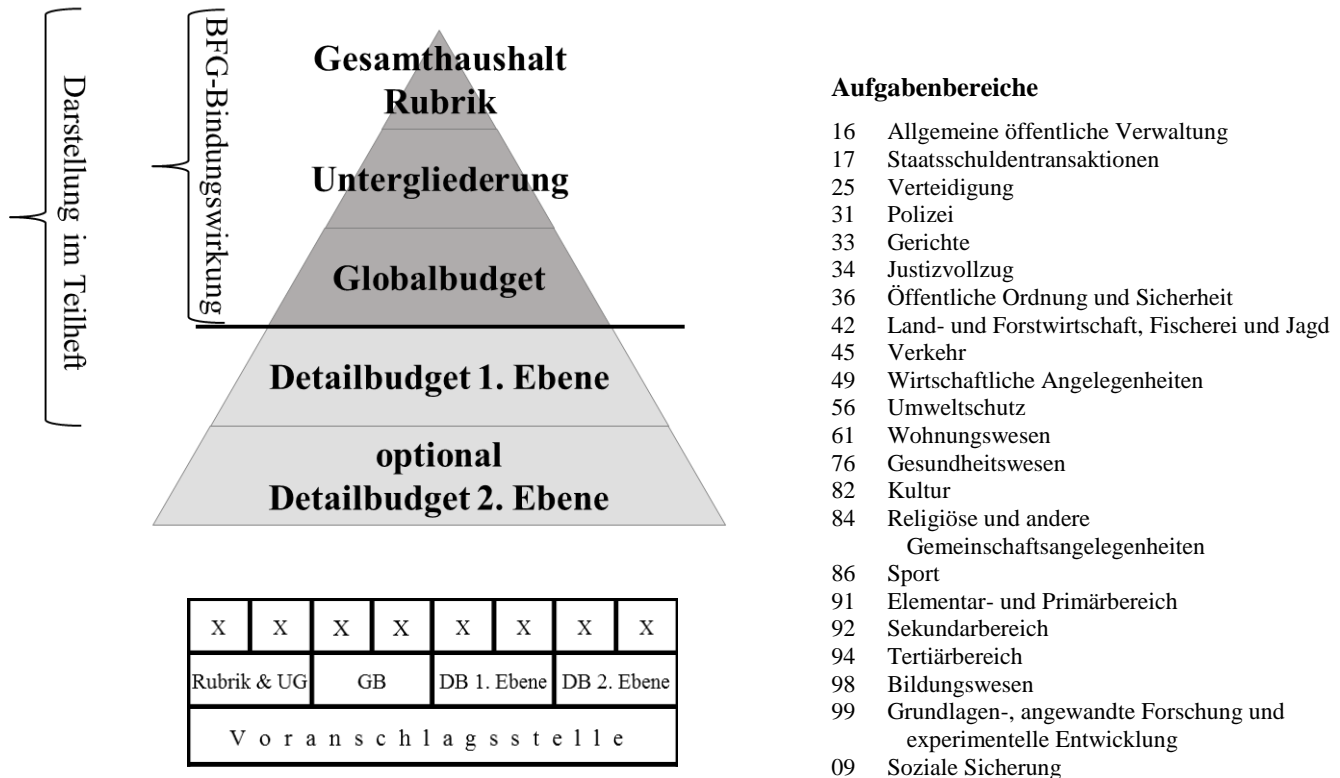 Darstellung im Teilheft
BFG-Bindungswirkung
Gesamthaushalt
Rubrik
Untergliederung
Globalbudget
Detailbudget 1. Ebene
optional
Detailbudget 2. Ebene
X X X X X X X X
Rubrik & UG GB DB 1. Ebene DB 2. Ebene
Voranschlagsstelle
Aufgabenbereiche
16 Allgemeine öffentliche Verwaltung
17 Staatsschuldentransaktionen
25 Verteidigung
31 Polizei
33 Gerichte
34 Justizvollzug
36 Öffentliche Ordnung und Sicherheit
42 Land- und Forstwirtschaft, Fischerei und Jagd
45 Verkehr
49 Wirtschaftliche Angelegenheiten
56 Umweltschutz
61 Wohnungswesen
76 Gesundheitswesen
82 Kultur
84 Religiöse und andere
Gemeinschaftsangelegenheiten
86 Sport
91 Elementar- und Primärbereich
92 Sekundarbereich
94 Tertiärbereich
98 Bildungswesen
99 Grundlagen-, angewandte Forschung und
experimentelle Entwicklung
09 Soziale Sicherung